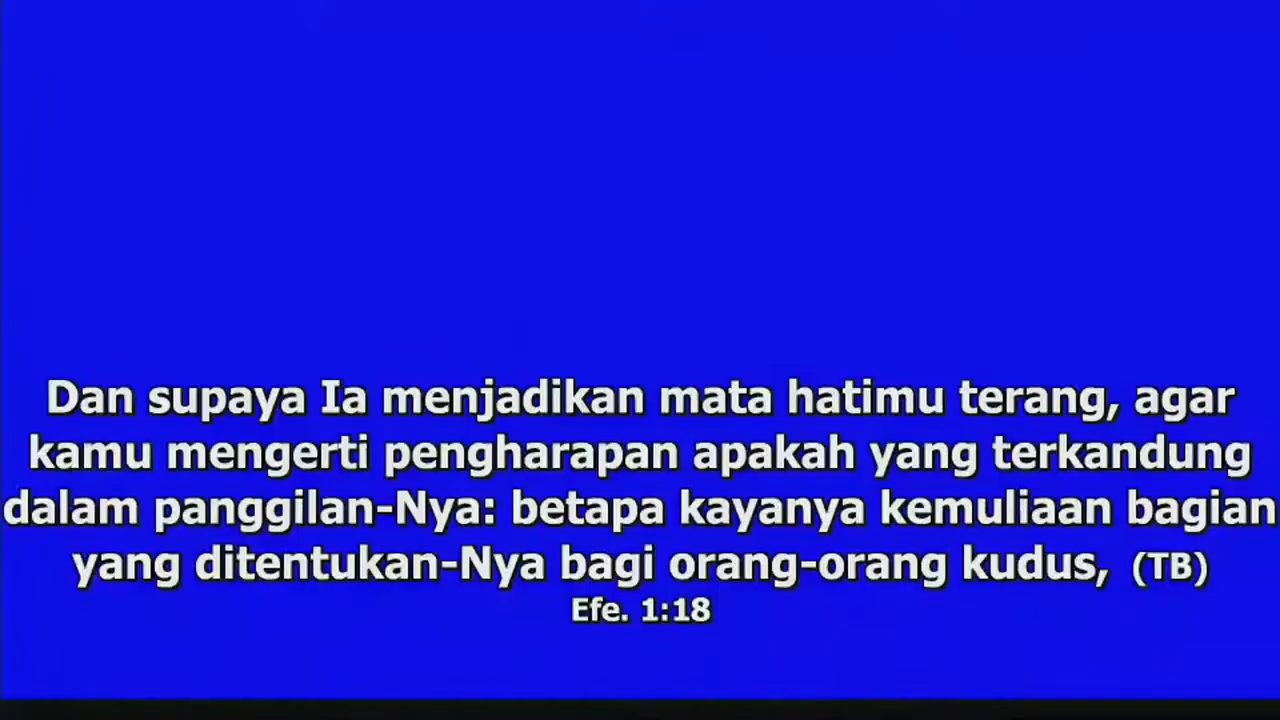 Dan supaya Ia menjadikan mata hatimu terang, agar
kamu mengerti pengharapan apakah yang terkandung
dalam panggilan-Nya: betapa kayanya kemuliaan bagian
yang ditentukan-Nya bagi orang-orang kudus, (TB)
Efe. 1:18